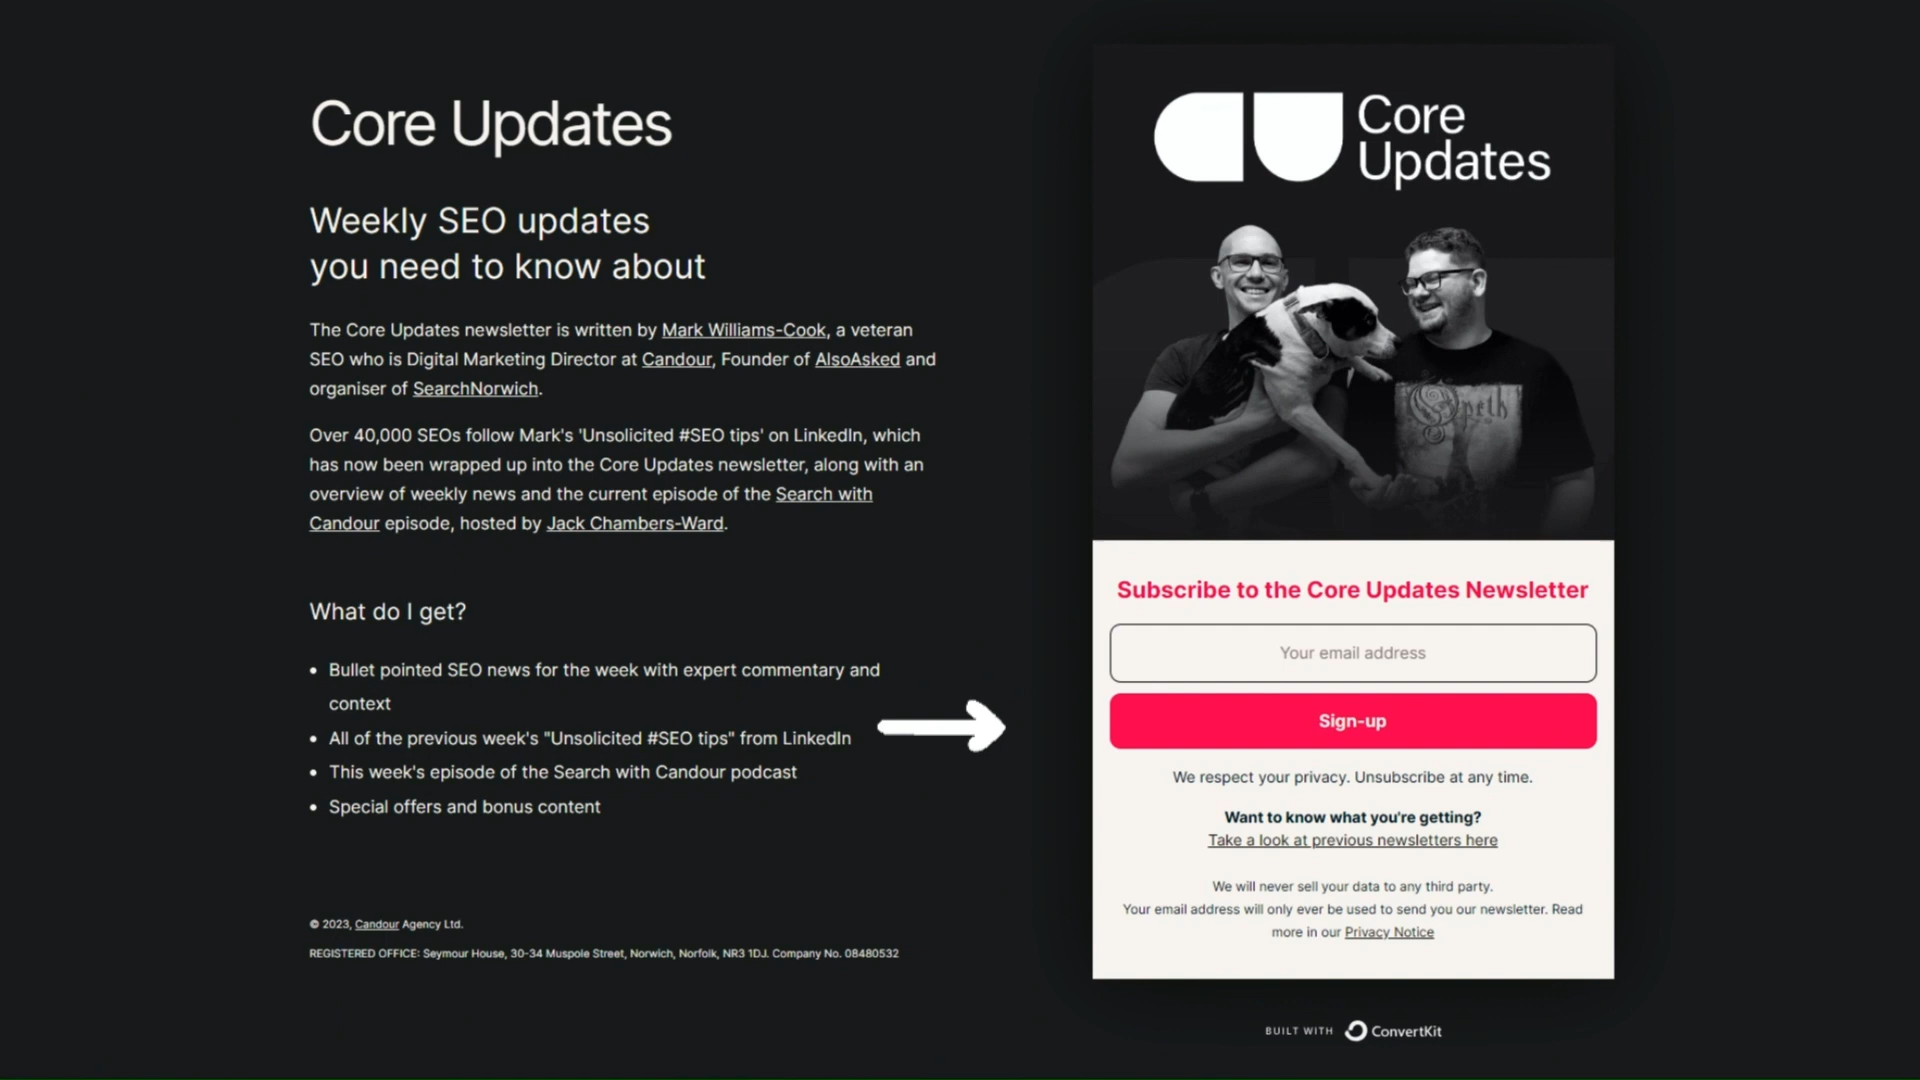 Core Updates
Weekly SEO updates
you need to know about
The Core Updates newsletter is written by Mark Williams-Cook, a veteran
SEO who is Digital Marketing Director at Candour, Founder of AlsoAsked and
organiser of SearchNorwich.
Over 40,000 SEOs follow Mark's 'Unsolicited #SEO tips' on LinkedIn, which
has now been wrapped up into the Core Updates newsletter, along with an
overview of weekly news and the current episode of the Search with
Candour episode, hosted by Jack Chambers-Ward.
What do I get?
• Bullet pointed SEO news for the week with expert commentary and
context
• All of the previous week's "Unsolicited #SEO tips" from LinkedIn
• This week's episode of the Search with Candour podcast
• Special offers and bonus content
© 2023, Candour Agency Ltd.
REGISTERED OFFICE: Seymour House, 30-34 Muspole Street, Norwich, Norfolk, NR3 1DJ. Company No. 08480532
Core
Updates
Opeth
Subscribe to the Core Updates Newsletter
Your email address
Sign-up
We respect your privacy. Unsubscribe at any time.
Want to know what you're getting?
Take a look at previous newsletters here
We will never sell your data to any third party.
Your email address will only ever be used to send you our newsletter. Read
more in our Privacy Notice
BUILT WITH ConvertKit